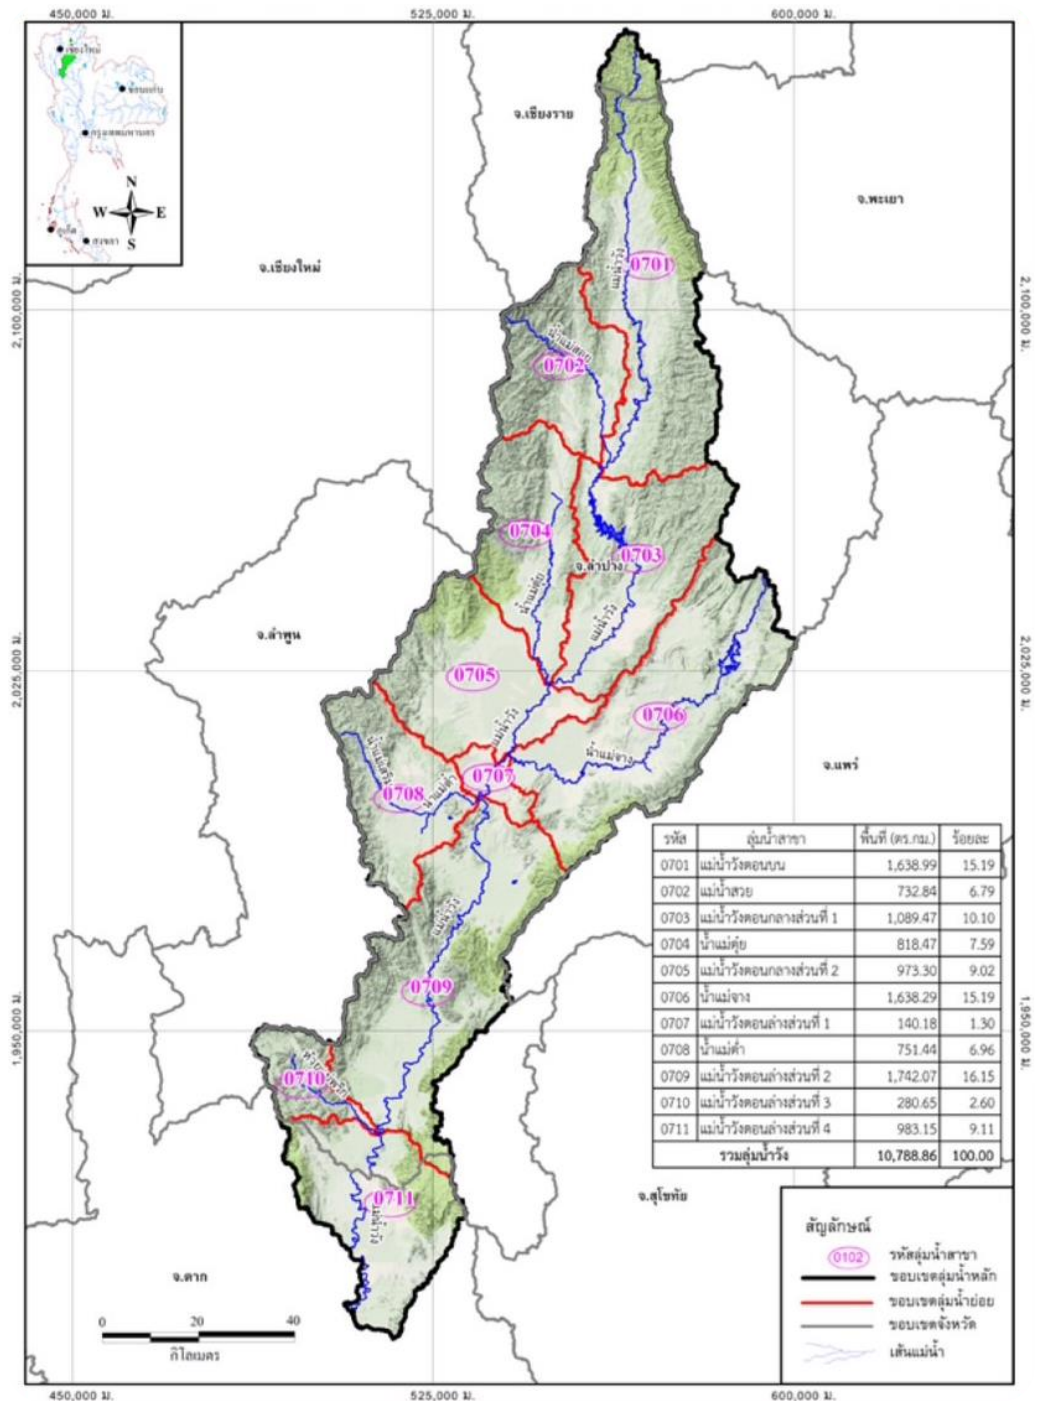 450,000 ม. 525,000 ม. 600,000 ม.
เชียงใหม่
ขอนแก่น
กรุงเทพมหานคร
ภูเก็ต
สงขลา
N
W E
S
จ.เชียงราย
จ.พะเยา
จ.เชียงใหม่
0701
แม่น้ำวัง
2,100,000 ม. 2,100,000 ม.
น้ำแม่สวย
0702
0704
0703
จ.ลำปาง
น้ำแม่ตุ๋ย
แม่น้ำวัง
จ.ลำพูน
2,025,000 ม. 2,025,000 ม.
0705
0706
แม่น้ำวัง
น้ำแม่จาง
จ.แพร่
0707
0708
น้ำแม่เสริม
น้ำแม่ต๋ำ
แม่น้ำวัง
0709
1,950,000 ม. 1,950,000 ม.
0710
0711
แม่น้ำวัง
จ.สุโขทัย
จ.ตาก
รหัส ลุ่มน้ำสาขา พื้นที่ (ตร.กม.) ร้อยละ
0701 แม่น้ำวังตอนบน 1,638.99 15.19
0702 แม่น้ำสวย 732.84 6.79
0703 แม่น้ำวังตอนกลางส่วนที่ 1 1,089.47 10.10
0704 น้ำแม่ตุ๋ย 818.47 7.59
0705 แม่น้ำวังตอนกลางส่วนที่ 2 973.30 9.02
0706 น้ำแม่จาง 1,638.29 15.19
0707 แม่น้ำวังตอนล่างส่วนที่ 1 140.18 1.30
0708 น้ำแม่ต๋ำ 751.44 6.96
0709 แม่น้ำวังตอนล่างส่วนที่ 2 1,742.07 16.15
0710 แม่น้ำวังตอนล่างส่วนที่ 3 280.65 2.60
0711 แม่น้ำวังตอนล่างส่วนที่ 4 983.15 9.11
รวมลุ่มน้ำวัง 10,788.86 100.00
สัญลักษณ์
0102 รหัสลุ่มน้ำสาขา
ขอบเขตลุ่มน้ำหลัก
ขอบเขตลุ่มน้ำย่อย
ขอบเขตจังหวัด
เส้นแม่น้ำ
0 20 40
กิโลเมตร
450,000 ม. 525,000 ม. 600,000 ม.